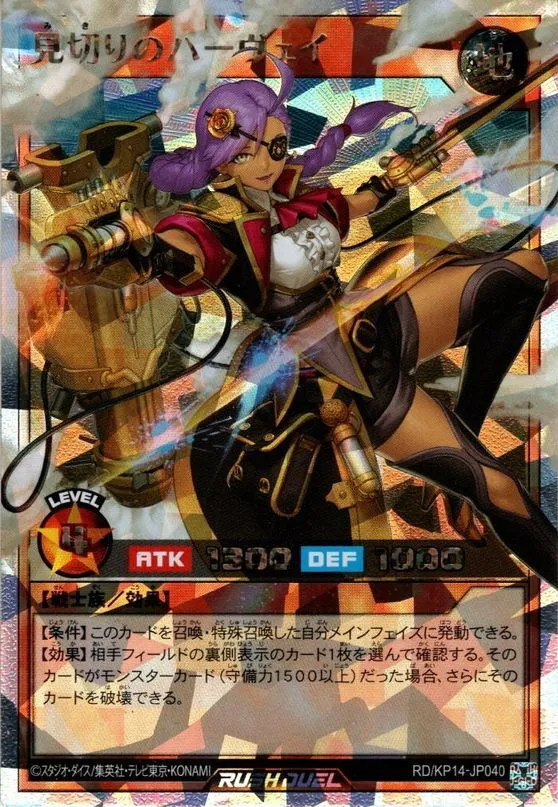 見切りのハーヴェイ
地
LEVEL
4
ATK 1300 DEF 1000
【戦士族/効果】
【条件】このカードを召喚・特殊召喚した自分メインフェイズに発動できる。
【効果】相手フィールドの裏側表示のカード1枚を選んで確認する。その
カードがモンスターカード(守備力1500以上)だった場合、さらにその
カードを破壊できる。
©スタジオ・ダイス/集英社・テレビ東京・KONAMI RUSH DUEL RD/KP14-JP040